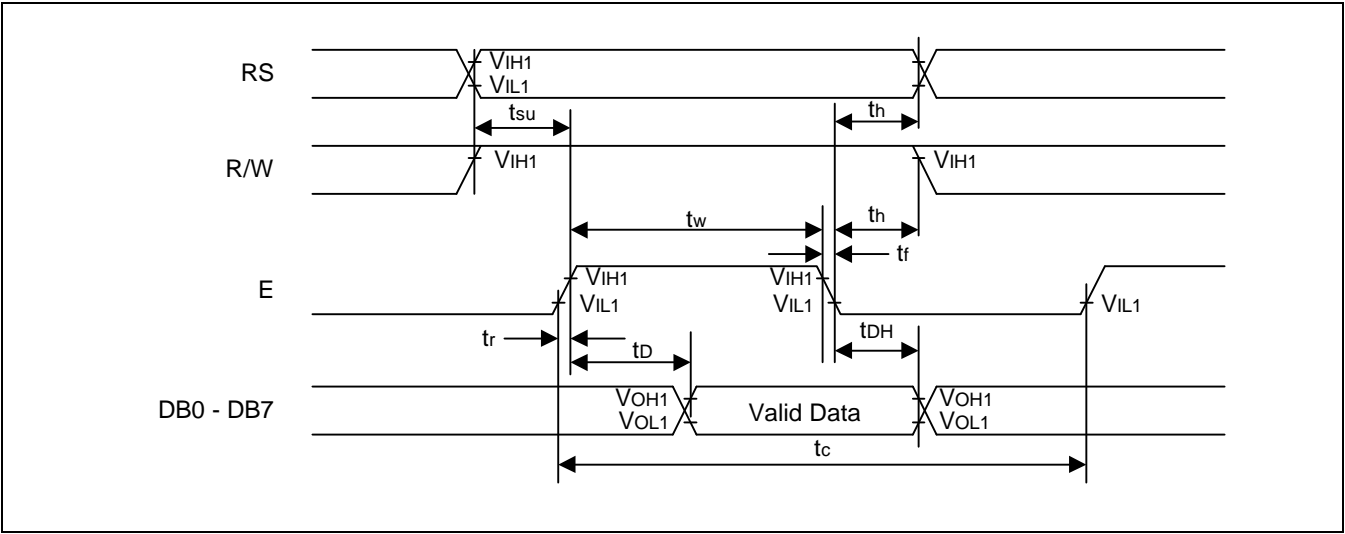 RS
VIH1
VIL1
tsu
th
R/W
VIH1
VIH1
tw
th
tf
E
VIH1
VIH1
VIL1
VIL1
VIL1
tr
tD
tDH
DB0 - DB7
VOH1
VOL1
Valid Data
VOH1
VOL1
tc